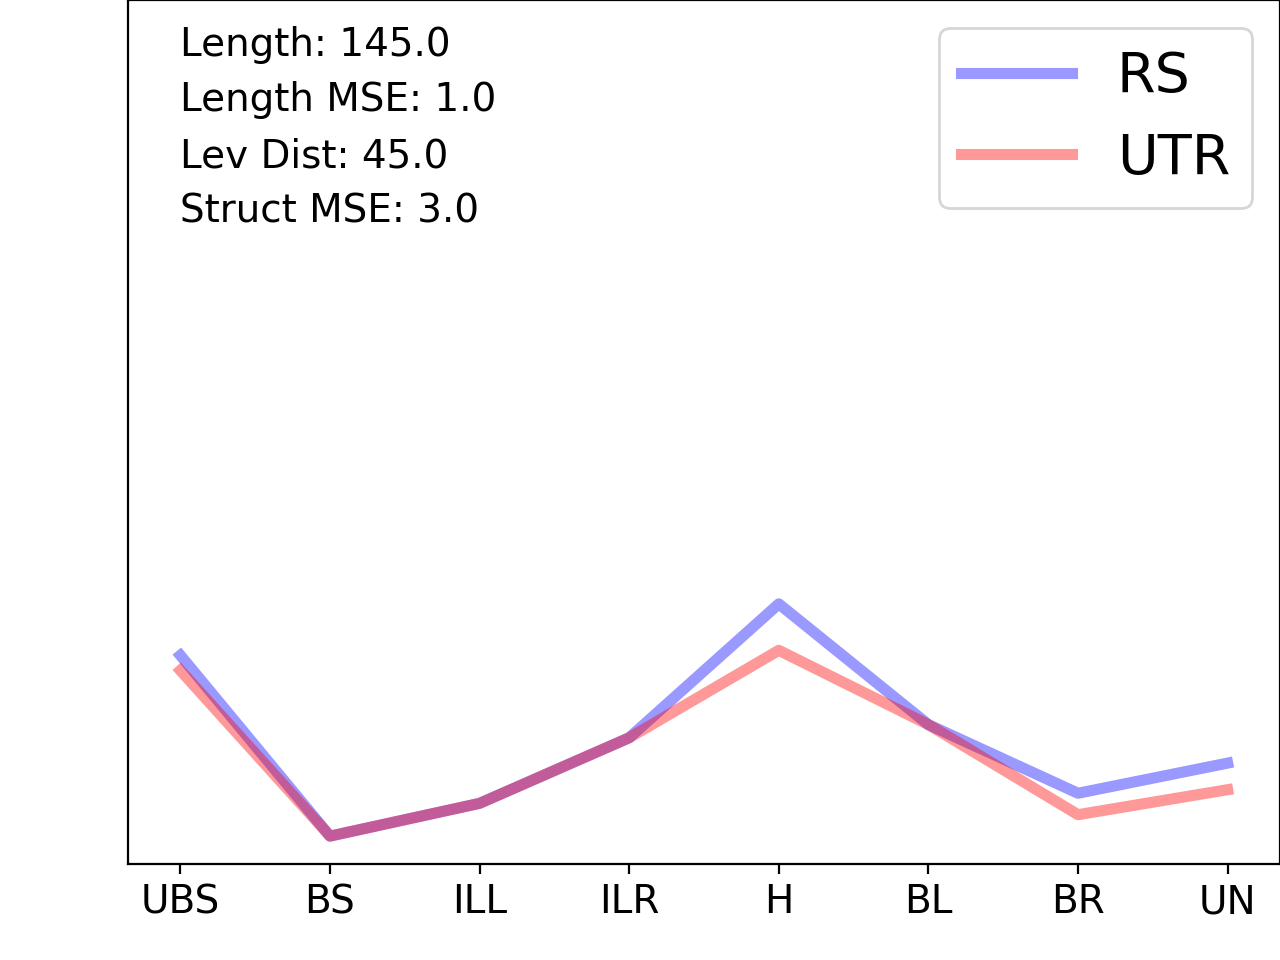 Length: 145.0
Length MSE: 1.0
Lev Dist: 45.0
Struct MSE: 3.0
RS
UTR
UBS BS ILL ILR H BL BR UN